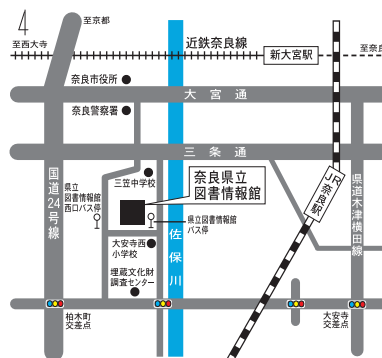 至京都
4
至西大寺
近鉄奈良線
新大宮駅
至奈良
奈良市役所
大宮通
奈良警察署
三条通
国道24号線
三笠中学校
奈良県立
図書情報館
JR奈良駅
県道木津横田線
県立
図書情報館
西口バス停
県立図書情報館
バス停
佐保川
大安寺西
小学校
埋蔵文化財
調査センター
柏木町
交差点
大安寺
交差点